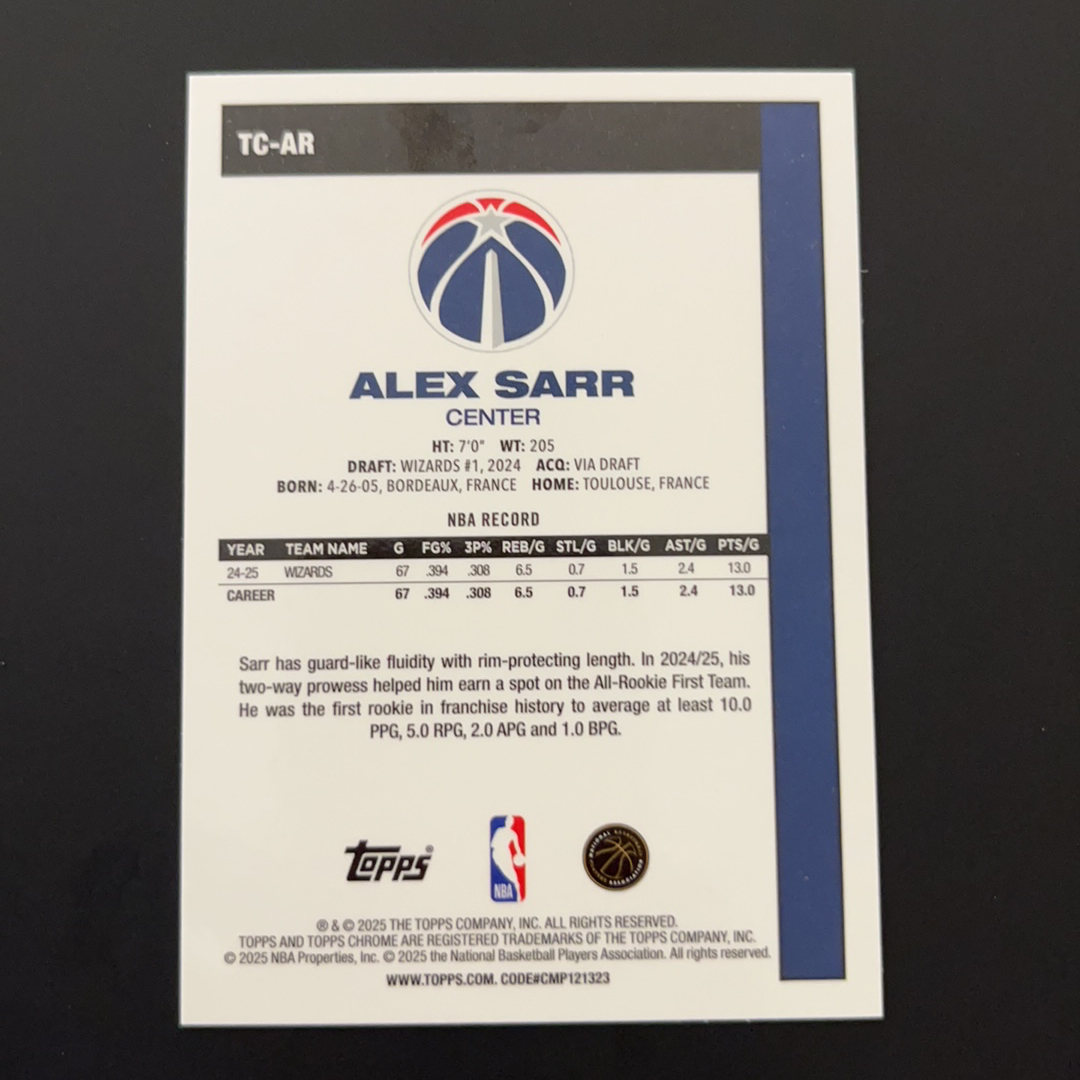 TC-AR
ALEX SARR
CENTER
HT: 7'0" WT: 205
DRAFT: WIZARDS #1, 2024 ACQ: VIA DRAFT
BORN: 4-26-05, BORDEAUX, FRANCE HOME: TOULOUSE, FRANCE
NBA RECORD
YEAR TEAM NAME G FG% 3P% REB/G STL/G BLK/G AST/G PTS/G
24-25 WIZARDS 67 .394 .308 6.5 0.7 1.5 2.4 13.0
CAREER 67 .394 .308 6.5 0.7 1.5 2.4 13.0
Sarr has guard-like fluidity with rim-protecting length. In 2024/25, his
two-way prowess helped him earn a spot on the All-Rookie First Team.
He was the first rookie in franchise history to average at least 10.0
PPG, 5.0 RPG, 2.0 APG and 1.0 BPG.
topps®
NBA
NATIONAL BASKETBALL PLAYERS ASSOCIATION
® & © 2025 THE TOPPS COMPANY, INC. ALL RIGHTS RESERVED.
TOPPS AND TOPPS CHROME ARE REGISTERED TRADEMARKS OF THE TOPPS COMPANY, INC.
© 2025 NBA Properties, Inc. © 2025 the National Basketball Players Association. All rights reserved.
WWW.TOPPS.COM. CODE#CMP121323